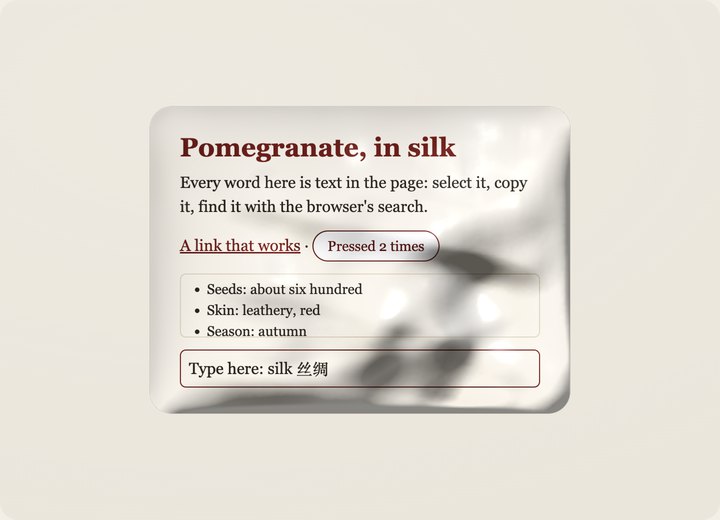 Pomegranate, in silk
Every word here is text in the page: select it, copy
it, find it with the browser's search.
A link that works · Pressed 2 times
• Seeds: about six hundred
• Skin: leathery, red
• Season: autumn
Type here: silk 丝绸